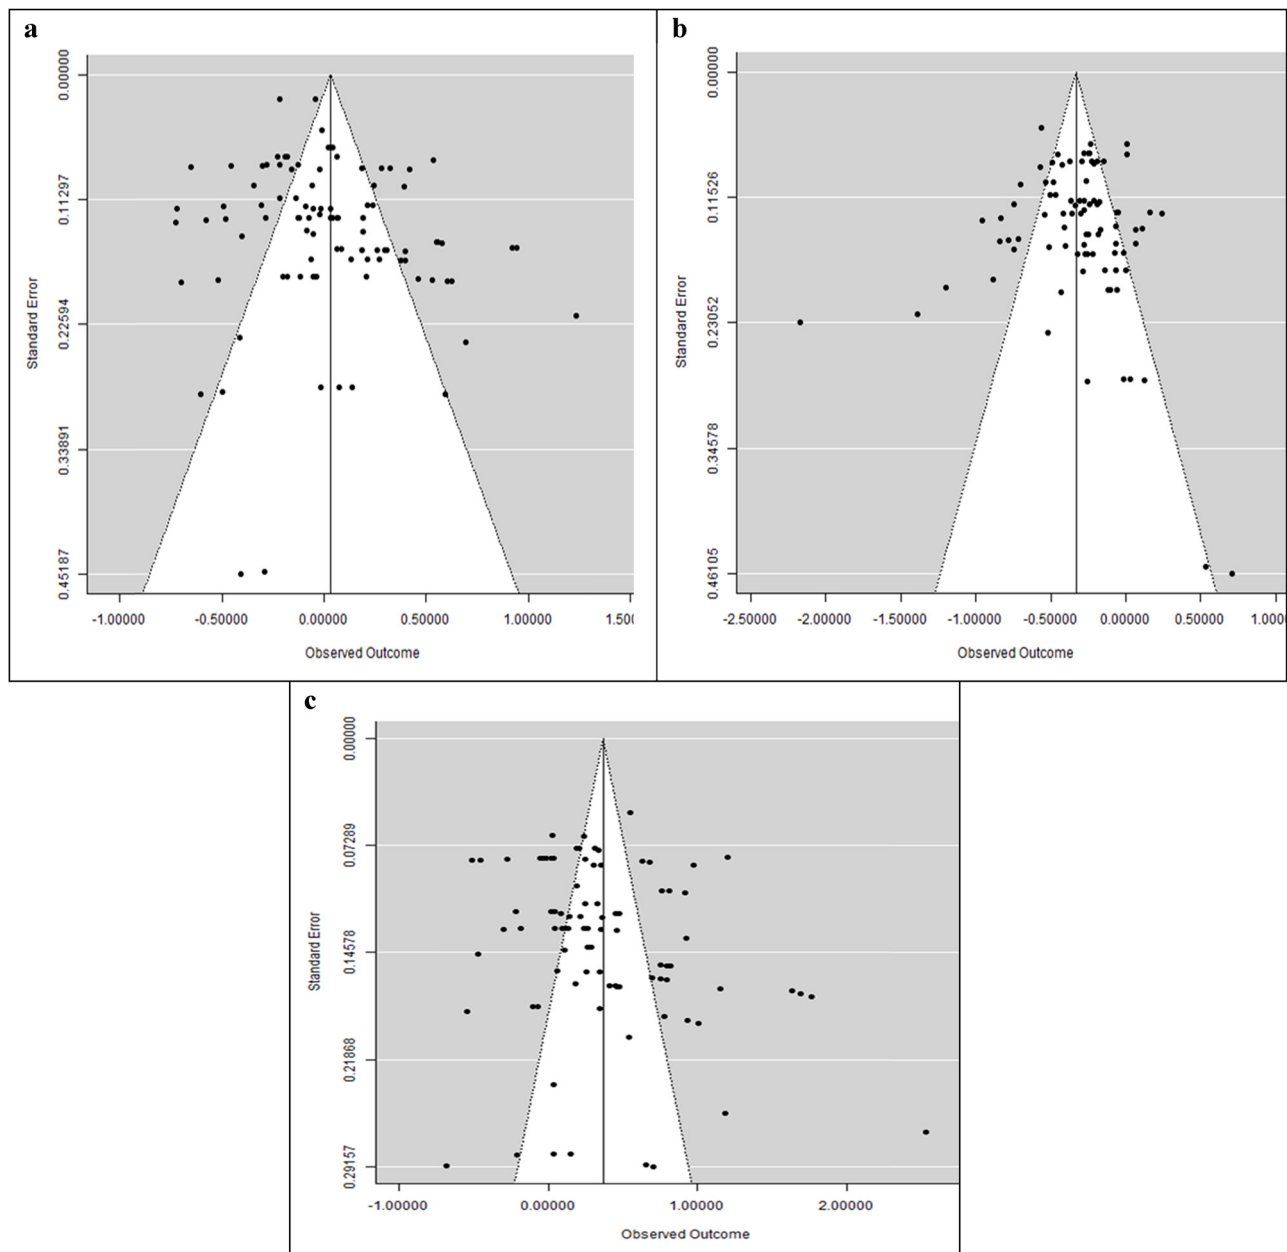 a
0.00000
0.11297
0.22594
0.33891
0.45187
Standard Error
-1.00000 -0.50000 0.00000 0.50000 1.00000 1.500
Observed Outcome
b
0.00000
0.11526
0.23052
0.34578
0.46105
Standard Error
-2.50000 -2.00000 -1.50000 -1.00000 -0.50000 0.00000 0.50000 1.0000
Observed Outcome
c
0.00000
0.07289
0.14578
0.21868
0.29157
Standard Error
-1.00000 0.00000 1.00000 2.00000
Observed Outcome